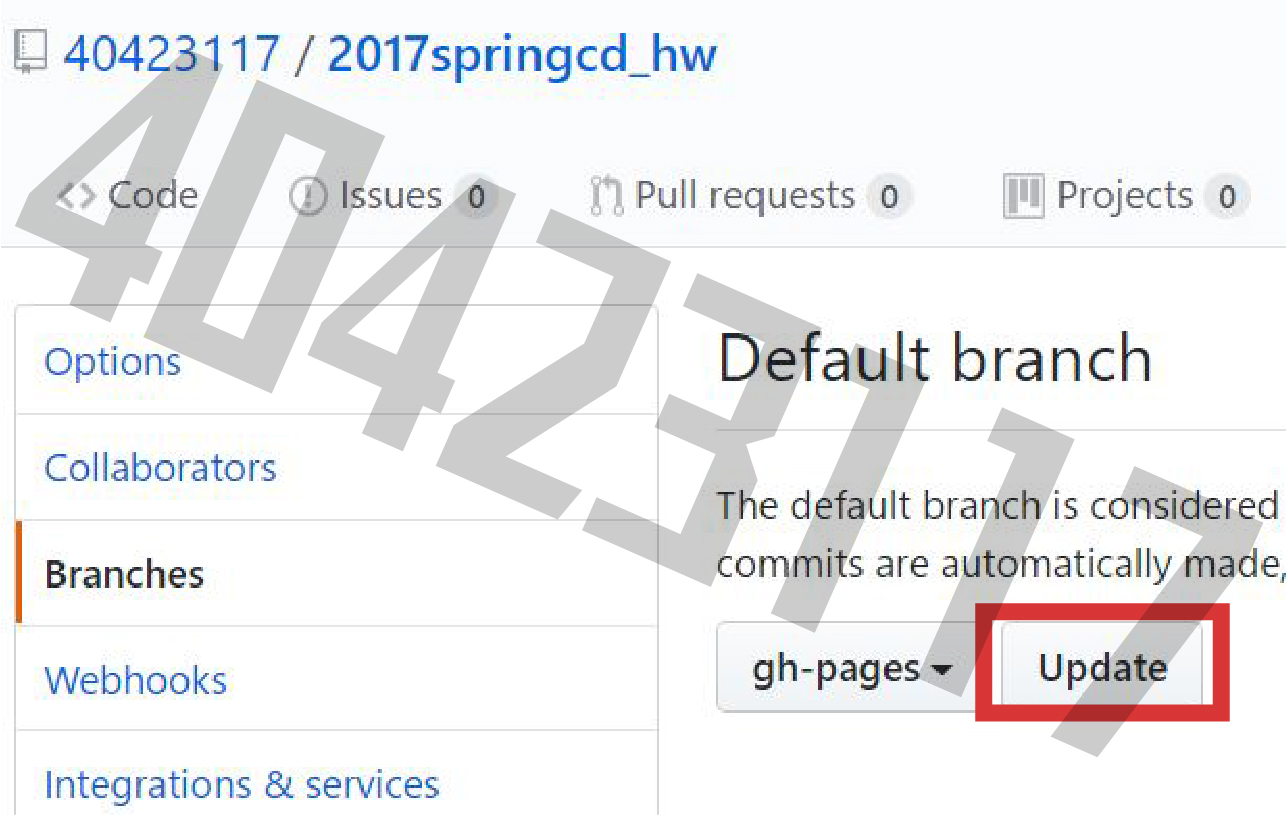 40423117 / 2017springcd_hw
Code Issues 0 Pull requests 0 Projects 0
Options
Collaborators
Branches
Webhooks
Integrations & services
Default branch
The default branch is considered
commits are automatically made,
gh-pages Update
40423117